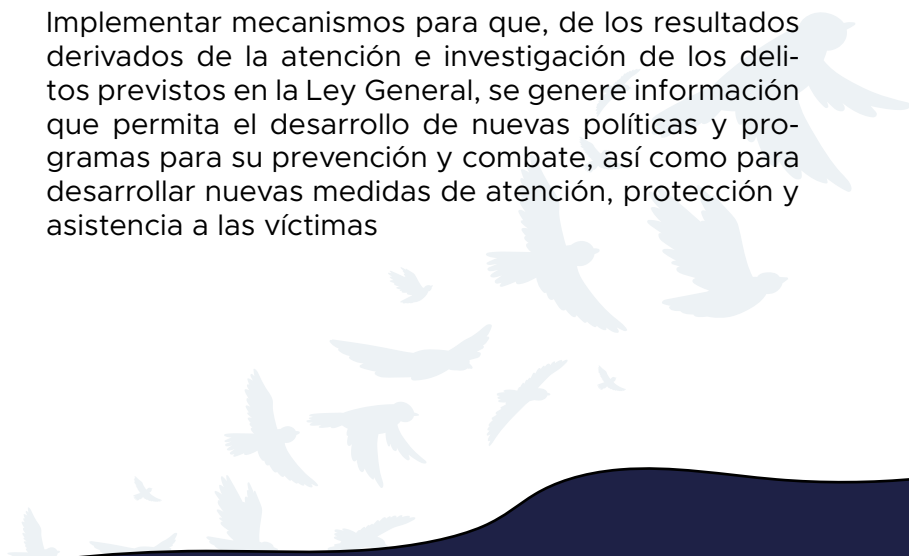 Implementar mecanismos para que, de los resultados
derivados de la atención e investigación de los deli-
tos previstos en la Ley General, se genere información
que permita el desarrollo de nuevas políticas y pro-
gramas para su prevención y combate, así como para
desarrollar nuevas medidas de atención, protección y
asistencia a las víctimas